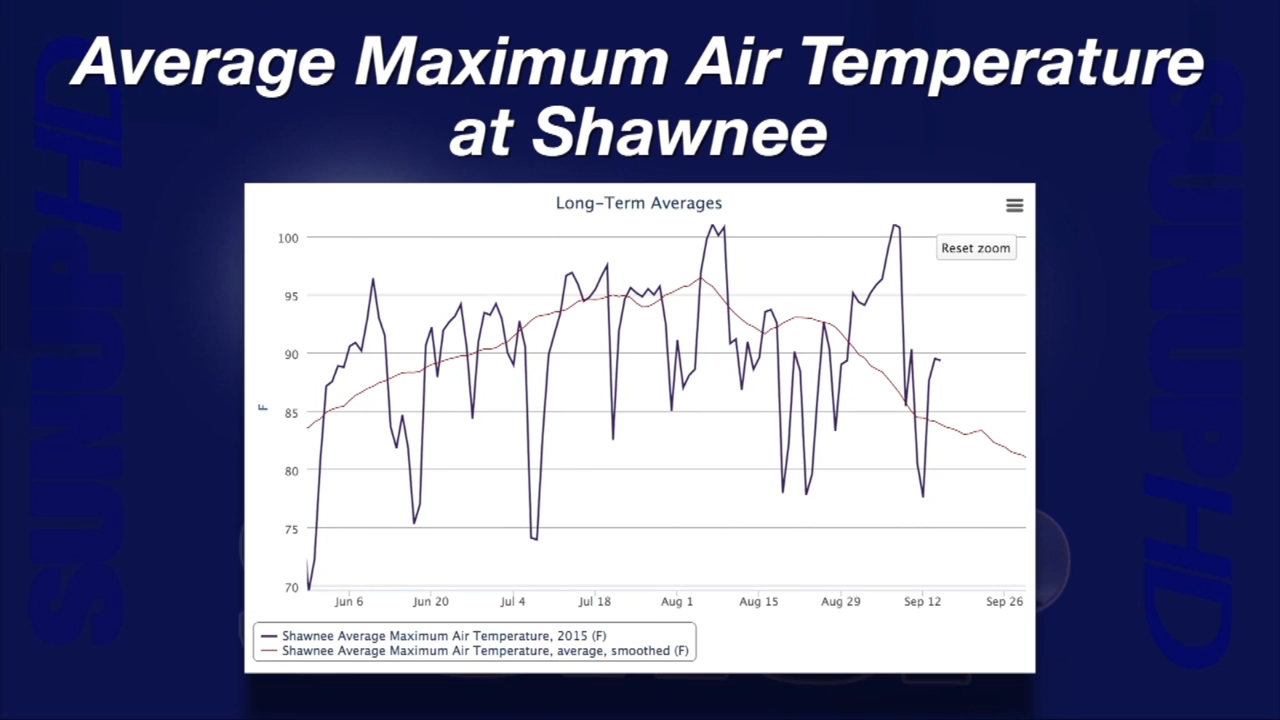 Average Maximum Air Temperature
at Shawnee
Long-Term Averages
Reset zoom
100
95
90
85
80
75
70
F
Jun 6 Jun 20 Jul 4 Jul 18 Aug 1 Aug 15 Aug 29 Sep 12 Sep 26
Shawnee Average Maximum Air Temperature, 2015 (F)
Shawnee Average Maximum Air Temperature, average, smoothed (F)
SUNUPHD
SUNUPHD